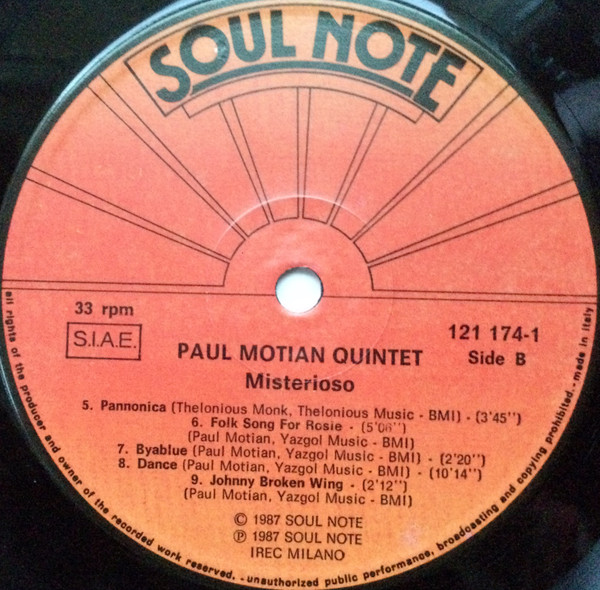 SOUL NOTE
33 rpm
S.I.A.E.
121 174-1
Side B
PAUL MOTIAN QUINTET
Misterioso
5. Pannonica (Thelonious Monk, Thelonious Music - BMI) - (3'45")
6. Folk Song For Rosie - (5'06")
(Paul Motian, Yazgol Music - BMI)
7. Byablue (Paul Motian, Yazgol Music - BMI) - (2'20")
8. Dance (Paul Motian, Yazgol Music - BMI) - (10'14")
9. Johnny Broken Wing - (2'12")
(Paul Motian, Yazgol Music - BMI)
© 1987 SOUL NOTE
℗ 1987 SOUL NOTE
IREC MILANO
all rights of the producer and owner of the recorded work reserved. - unauthorized public performance, broadcasting and copying prohibited. - made in italy